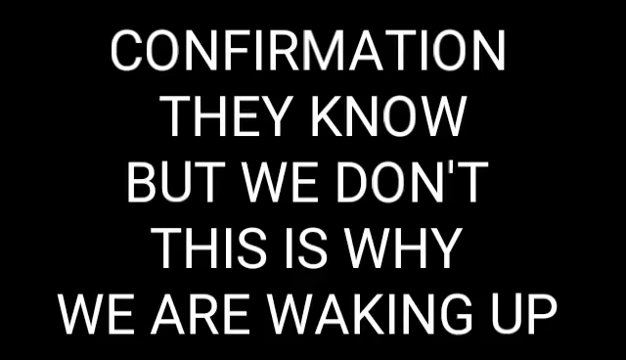 CONFIRMATION
THEY KNOW
BUT WE DON'T
THIS IS WHY
WE ARE WAKING UP